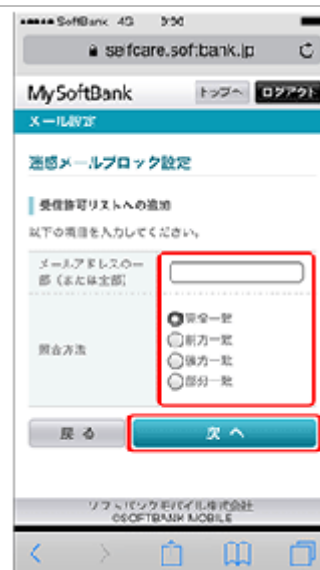 SoftBank 4G 9:56
selfcare.softbank.jp
MySoftBank トップへ ログアウト
メール設定
迷惑メールブロック設定
受信許可リストへの追加
以下の項目を入力してください。
メールアドレスの一
部（または全部）
照合方法
完全一致
前方一致
後方一致
部分一致
戻る 次へ
ソフトバンクモバイル株式会社
©SOFTBANK MOBILE